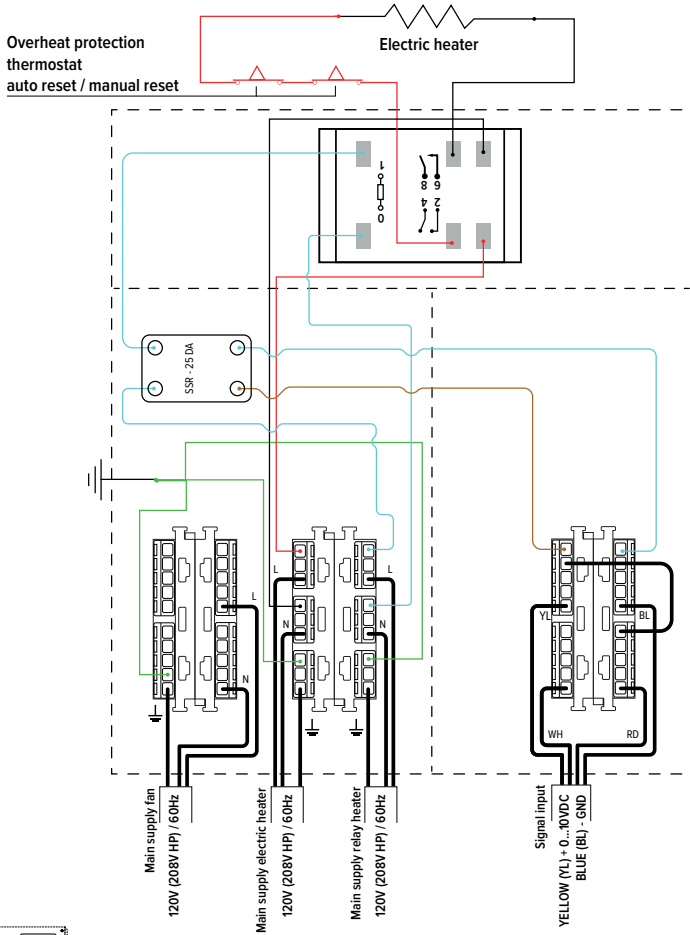 Overheat protection
thermostat
auto reset / manual reset
Electric heater
1
0
8 6
4 2
SSR - 25 DA
L
N
L
N
L
N
YL
BL
WH
RD
Main supply fan
120V (208V HP) / 60Hz
Main supply electric heater
120V (208V HP) / 60Hz
Main supply relay heater
120V (208V HP) / 60Hz
Signal input
YELLOW (YL) + 0...10VDC
BLUE (BL) - GND